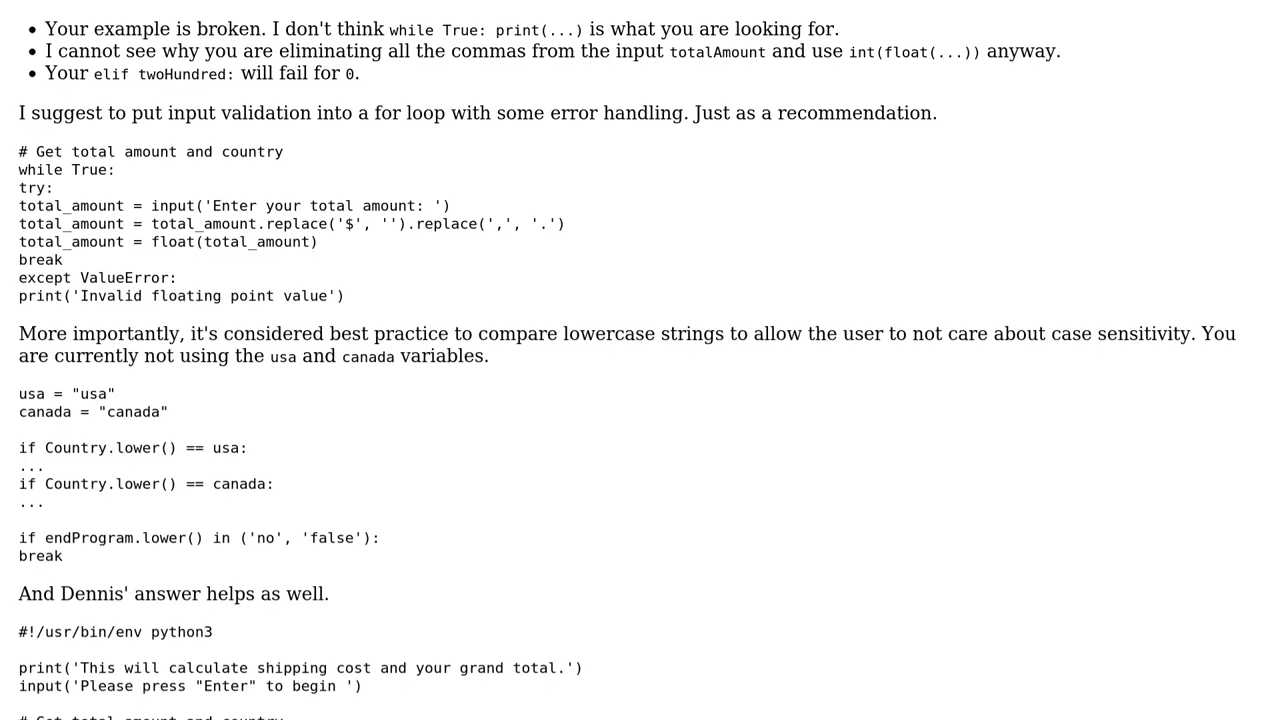 • Your example is broken. I don't think while True: print(...) is what you are looking for.
• I cannot see why you are eliminating all the commas from the input totalAmount and use int(float(...)) anyway.
• Your elif twoHundred: will fail for 0.
I suggest to put input validation into a for loop with some error handling. Just as a recommendation.
# Get total amount and country
while True:
try:
total_amount = input('Enter your total amount: ')
total_amount = total_amount.replace('$', '').replace(',', '.')
total_amount = float(total_amount)
break
except ValueError:
print('Invalid floating point value')
More importantly, it's considered best practice to compare lowercase strings to allow the user to not care about case sensitivity. You
are currently not using the usa and canada variables.
usa = "usa"
canada = "canada"
if Country.lower() == usa:
...
if Country.lower() == canada:
...
if endProgram.lower() in ('no', 'false'):
break
And Dennis' answer helps as well.
#!/usr/bin/env python3
print('This will calculate shipping cost and your grand total.')
input('Please press "Enter" to begin ')
# Get total amount and country